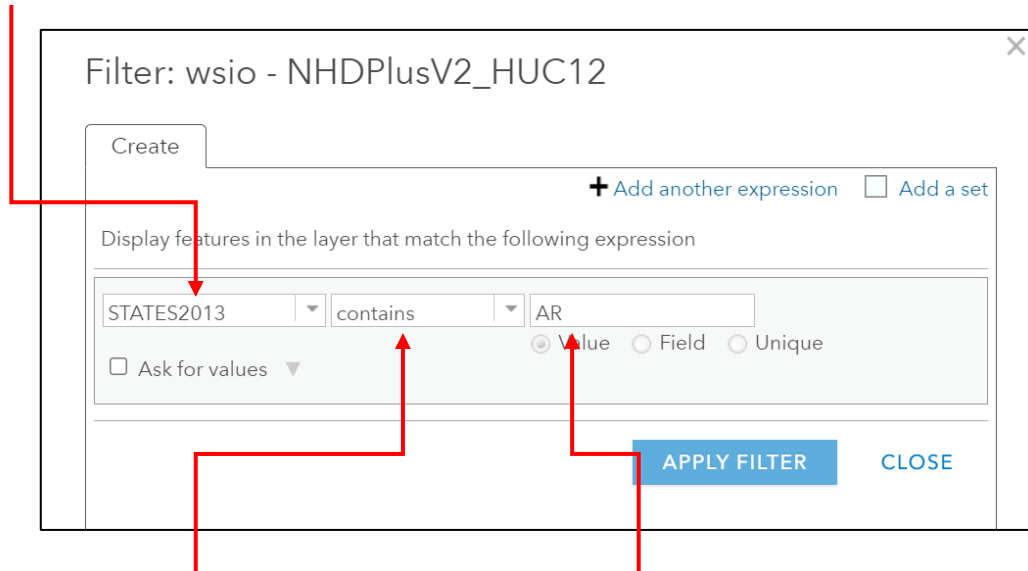 Filter: wsio - NHDPlusV2_HUC12
Create
Add another expression Add a set
Display features in the layer that match the following expression
STATES2013 contains AR
Value Field Unique
Ask for values
APPLY FILTER CLOSE